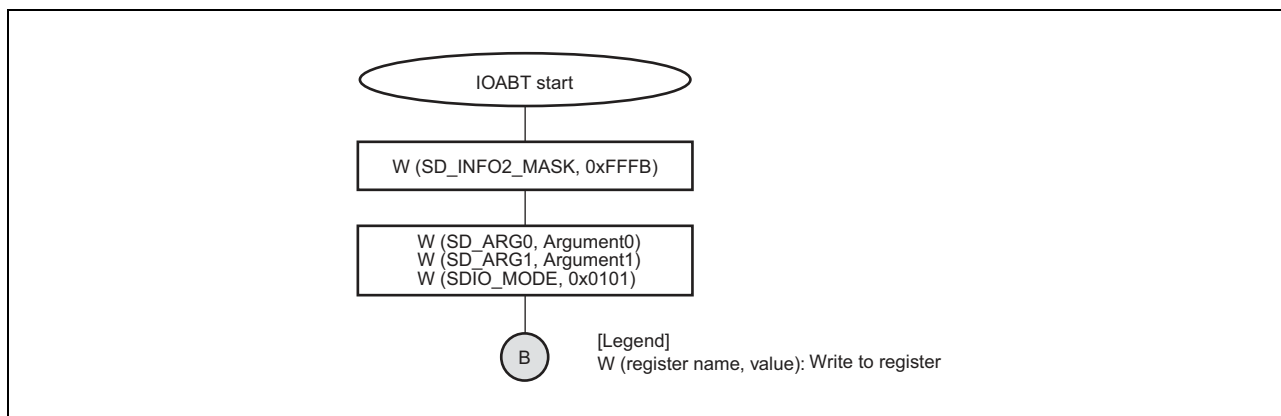 IOABT start
W (SD_INFO2_MASK, 0xFFFB)
W (SD_ARG0, Argument0)
W (SD_ARG1, Argument1)
W (SDIO_MODE, 0x0101)
B
[Legend]
W (register name, value): Write to register